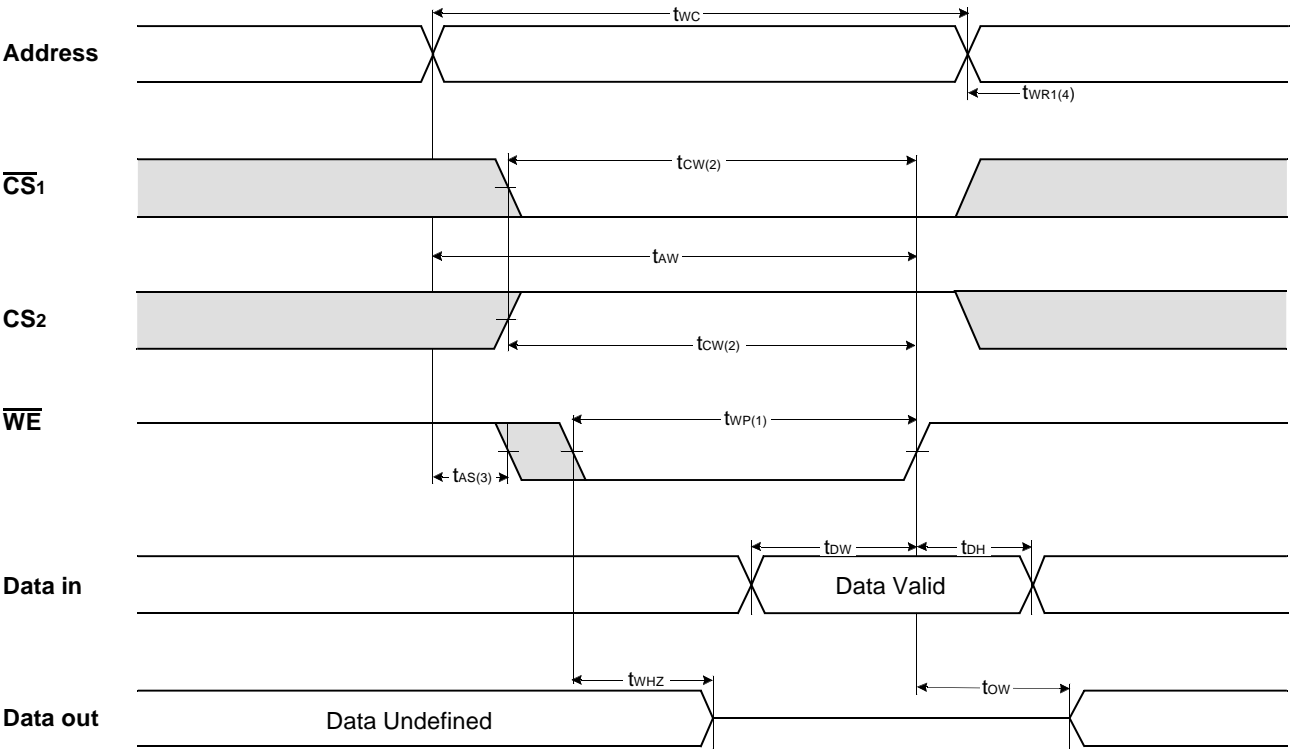 tWC
Address
tWR1(4)
tCW(2)
CS1
tAW
CS2
tCW(2)
WE
tWP(1)
tAS(3)
tDW
tDH
Data in
Data Valid
tWHZ
tOW
Data out
Data Undefined